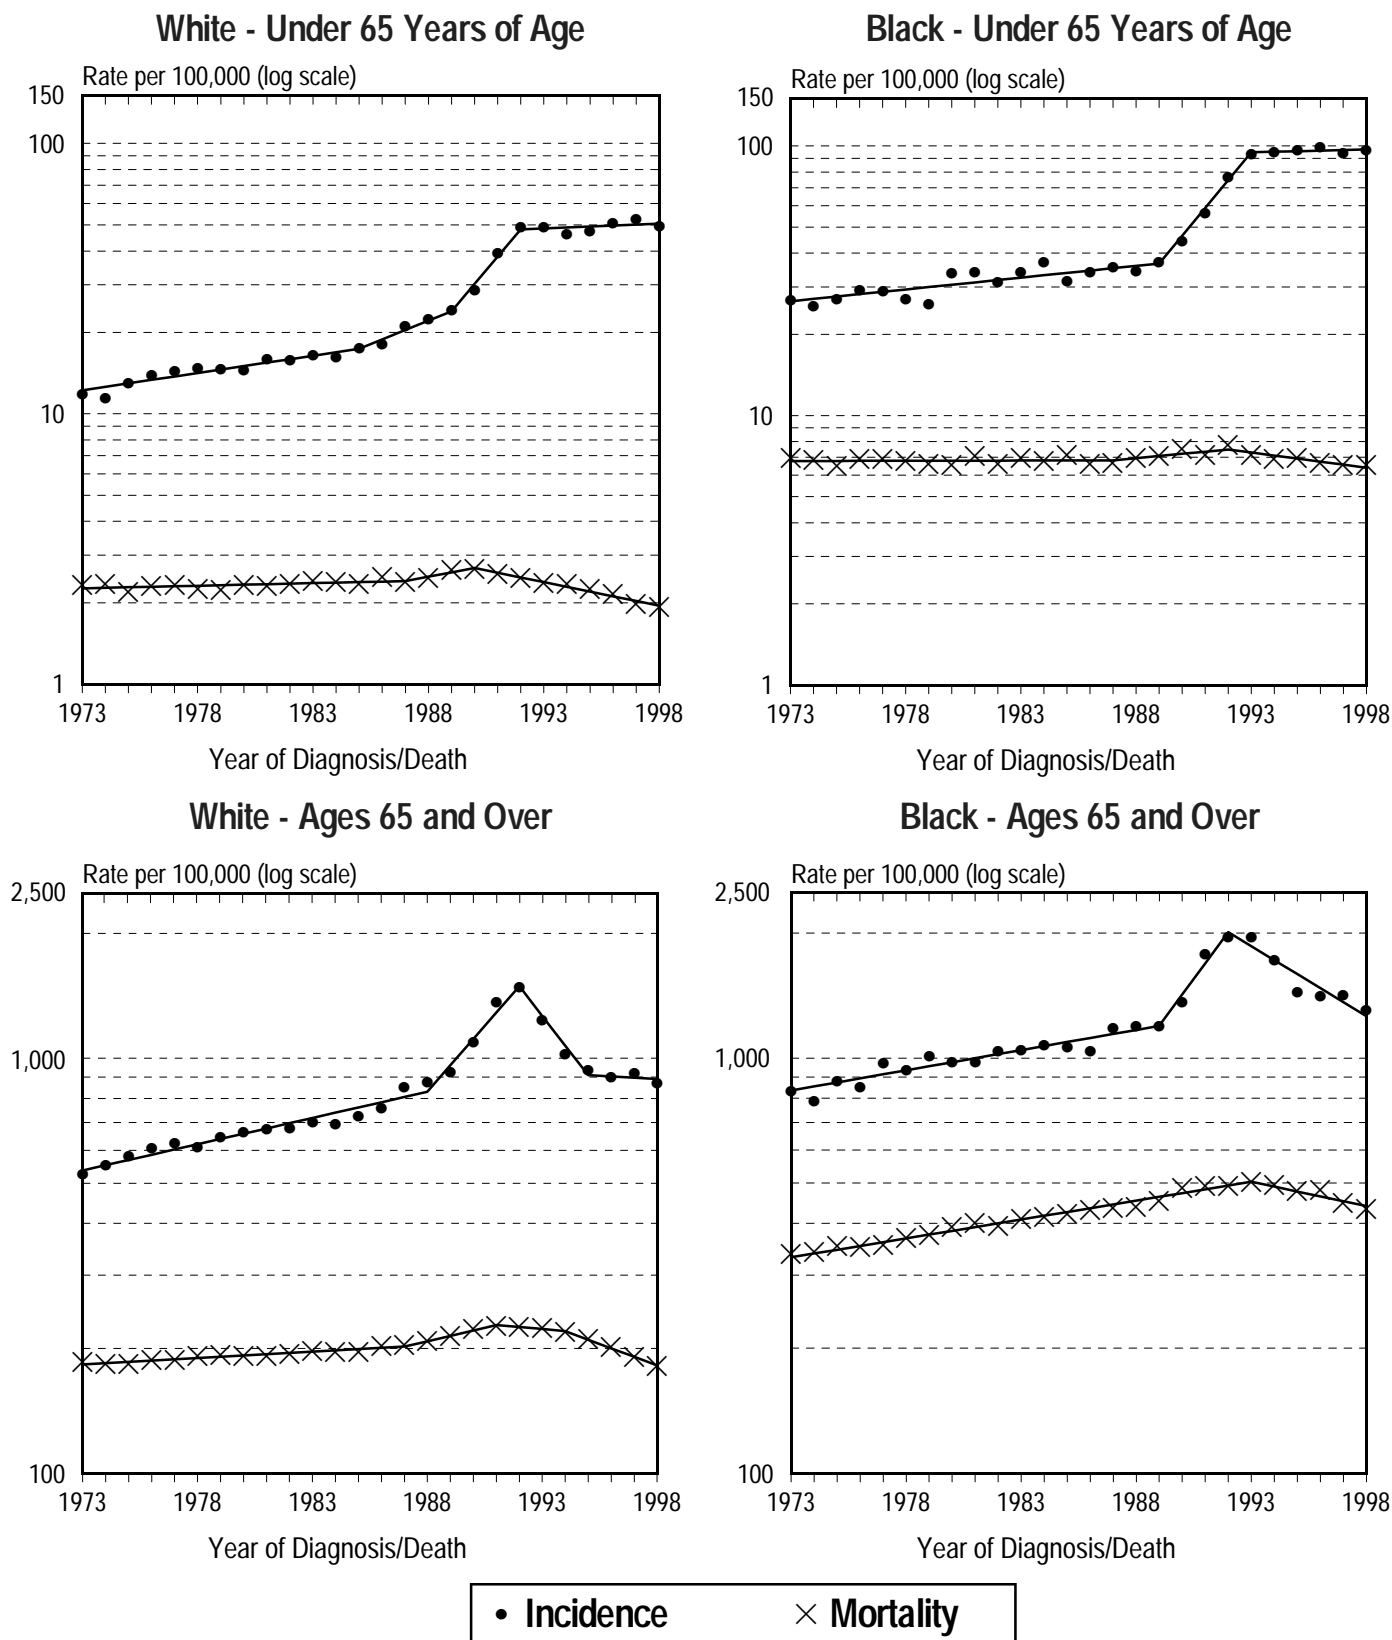 White - Under 65 Years of Age
Rate per 100,000 (log scale)
150
100
10
1
1973 1978 1983 1988 1993 1998
Year of Diagnosis/Death
Black - Under 65 Years of Age
Rate per 100,000 (log scale)
150
100
10
1
1973 1978 1983 1988 1993 1998
Year of Diagnosis/Death
White - Ages 65 and Over
Rate per 100,000 (log scale)
2,500
1,000
100
1973 1978 1983 1988 1993 1998
Year of Diagnosis/Death
Black - Ages 65 and Over
Rate per 100,000 (log scale)
2,500
1,000
100
1973 1978 1983 1988 1993 1998
Year of Diagnosis/Death
Incidence Mortality